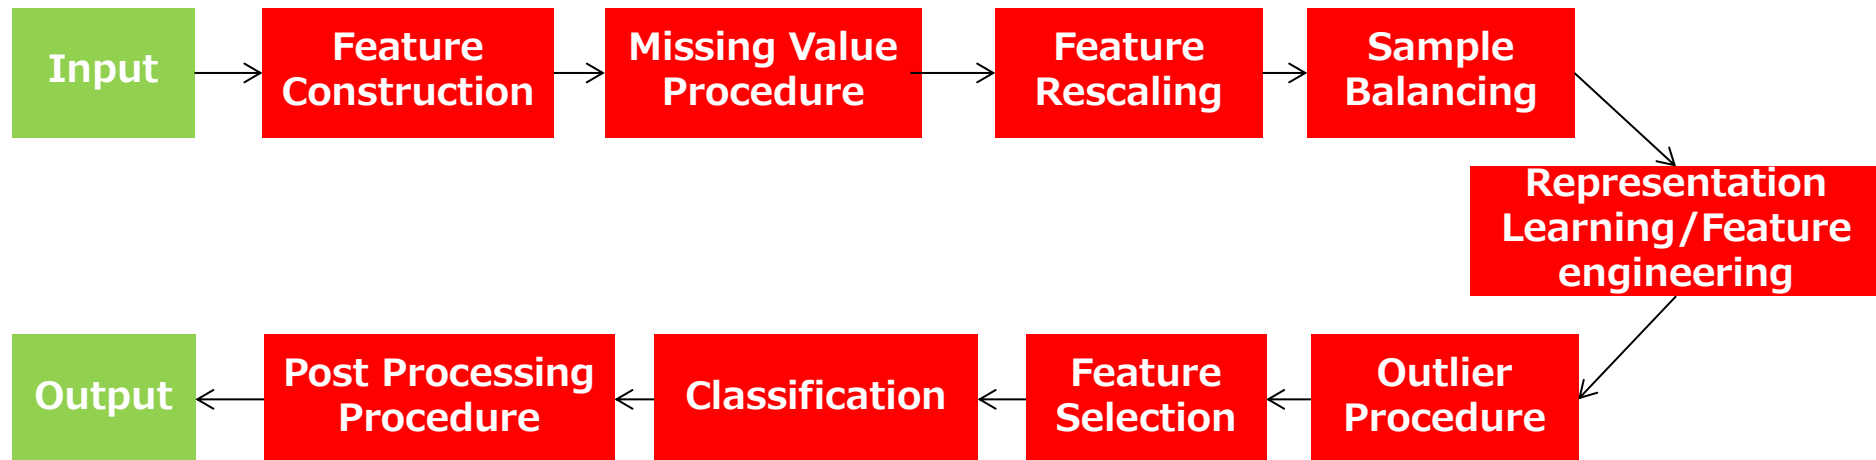 Input
Feature
Construction
Missing Value
Procedure
Feature
Rescaling
Sample
Balancing
Representation
Learning/Feature
engineering
Outlier
Procedure
Feature
Selection
Classification
Post Processing
Procedure
Output